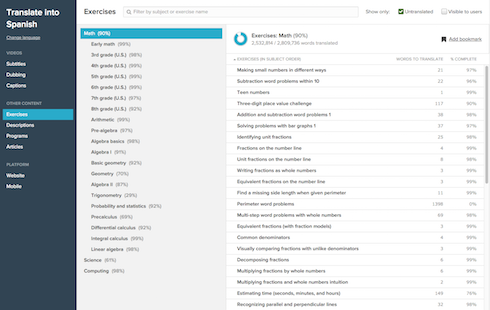 Translate into
Spanish
Change language
VIDEOS
Subtitles
Dubbing
Captions
OTHER CONTENT
Exercises
Descriptions
Programs
Articles
PLATFORM
Website
Mobile
Exercises
Filter by subject or exercise name
Show only:
Untranslated
Visible to users
Math (90%)
Early math (99%)
3rd grade (U.S.) (98%)
4th grade (U.S.) (99%)
5th grade (U.S.) (99%)
6th grade (U.S.) (99%)
7th grade (U.S.) (97%)
8th grade (U.S.) (93%)
Arithmetic (99%)
Pre-algebra (97%)
Algebra basics (98%)
Algebra I (91%)
Basic geometry (92%)
Geometry (70%)
Algebra II (87%)
Trigonometry (28%)
Probability and statistics (92%)
Precalculus (68%)
Differential calculus (92%)
Integral calculus (99%)
Linear algebra (98%)
Science (97%)
Computing (98%)
Exercises: Math (90%)
2,532,814 / 2,809,736 words translated
Add bookmark
EXERCISES (IN SUBJECT ORDER) WORDS TO TRANSLATE % COMPLETE
Making small numbers in different ways 21 97%
Subtraction word problems within 10 22 96%
Teen numbers 1 99%
Three-digit place value challenge 117 90%
Addition and subtraction word problems 1 38 98%
Solving problems with bar graphs 1 37 97%
Identifying unit fractions 25 98%
Fractions on the number line 4 99%
Unit fractions on the number line 6 99%
Writing fractions as whole numbers 3 99%
Equivalent fractions on the number line 3 99%
Find a missing side length when given perimeter 11 99%
Perimeter word problems 1398 0%
Multi-step word problems with whole numbers 69 98%
Equivalent fractions (with fraction models) 7 99%
Common denominators 4 99%
Visually comparing fractions with unlike denominators 3 99%
Decomposing fractions 6 99%
Multiplying fractions by whole numbers 6 99%
Multiplying fractions and whole numbers intuition 2 99%
Estimating time (seconds, minutes, and hours) 149 76%
Recognizing parallel and perpendicular lines 32 98%